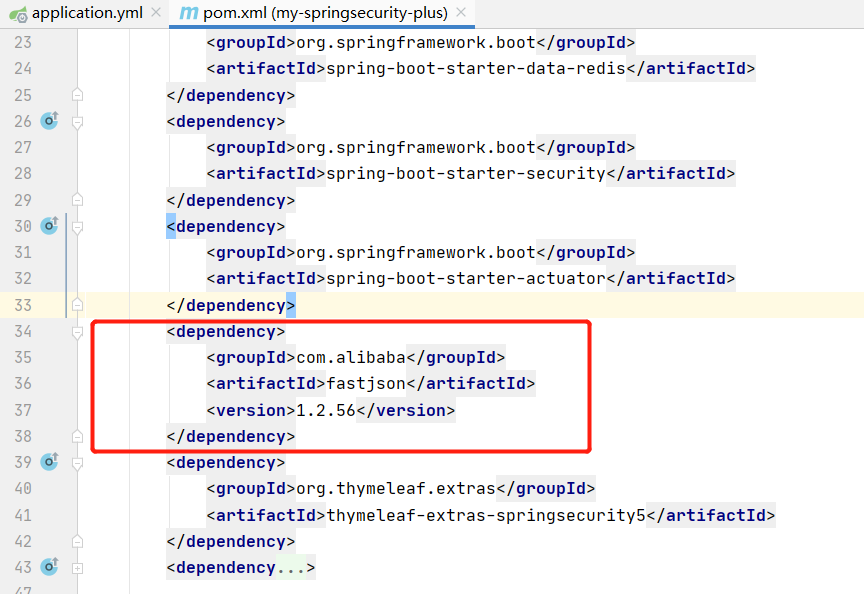 application.yml
pom.xml (my-springsecurity-plus)
23 <groupId>org.springframework.boot</groupId>
24 <artifactId>spring-boot-starter-data-redis</artifactId>
25 </dependency>
26 <dependency>
27 <groupId>org.springframework.boot</groupId>
28 <artifactId>spring-boot-starter-security</artifactId>
29 </dependency>
30 <dependency>
31 <groupId>org.springframework.boot</groupId>
32 <artifactId>spring-boot-starter-actuator</artifactId>
33 </dependency>
34 <dependency>
35 <groupId>com.alibaba</groupId>
36 <artifactId>fastjson</artifactId>
37 <version>1.2.56</version>
38 </dependency>
39 <dependency>
40 <groupId>org.thymeleaf.extras</groupId>
41 <artifactId>thymeleaf-extras-springsecurity5</artifactId>
42 </dependency>
43 <dependency...>
47